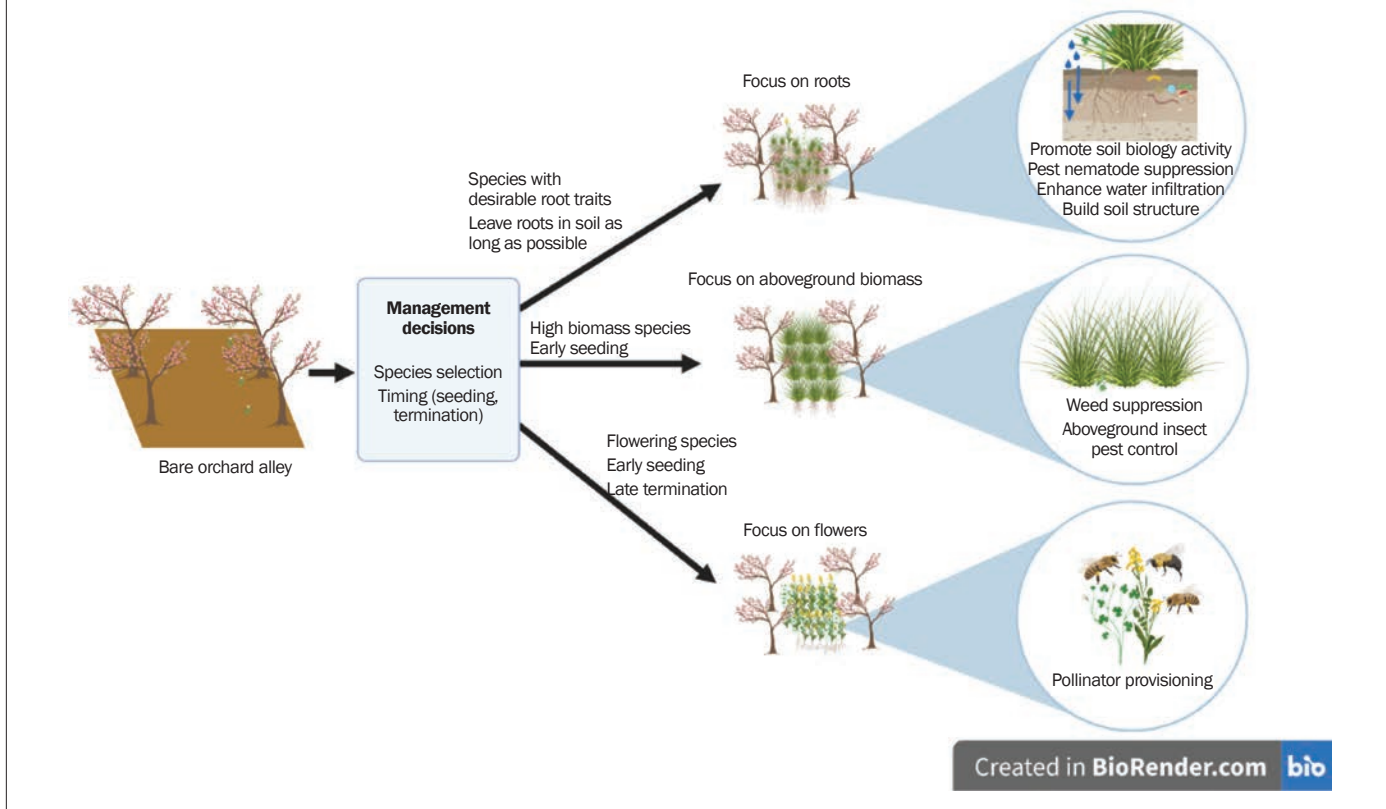 Focus on roots
Promote soil biology activity
Pest nematode suppression
Enhance water infiltration
Build soil structure
Species with
desirable root traits
Leave roots in soil as
long as possible
Focus on aboveground biomass
Management
decisions
Species selection
Timing (seeding,
termination)
High biomass species
Early seeding
Weed suppression
Aboveground insect
pest control
Bare orchard alley
Flowering species
Early seeding
Late termination
Focus on flowers
Pollinator provisioning
Created in BioRender.com bio